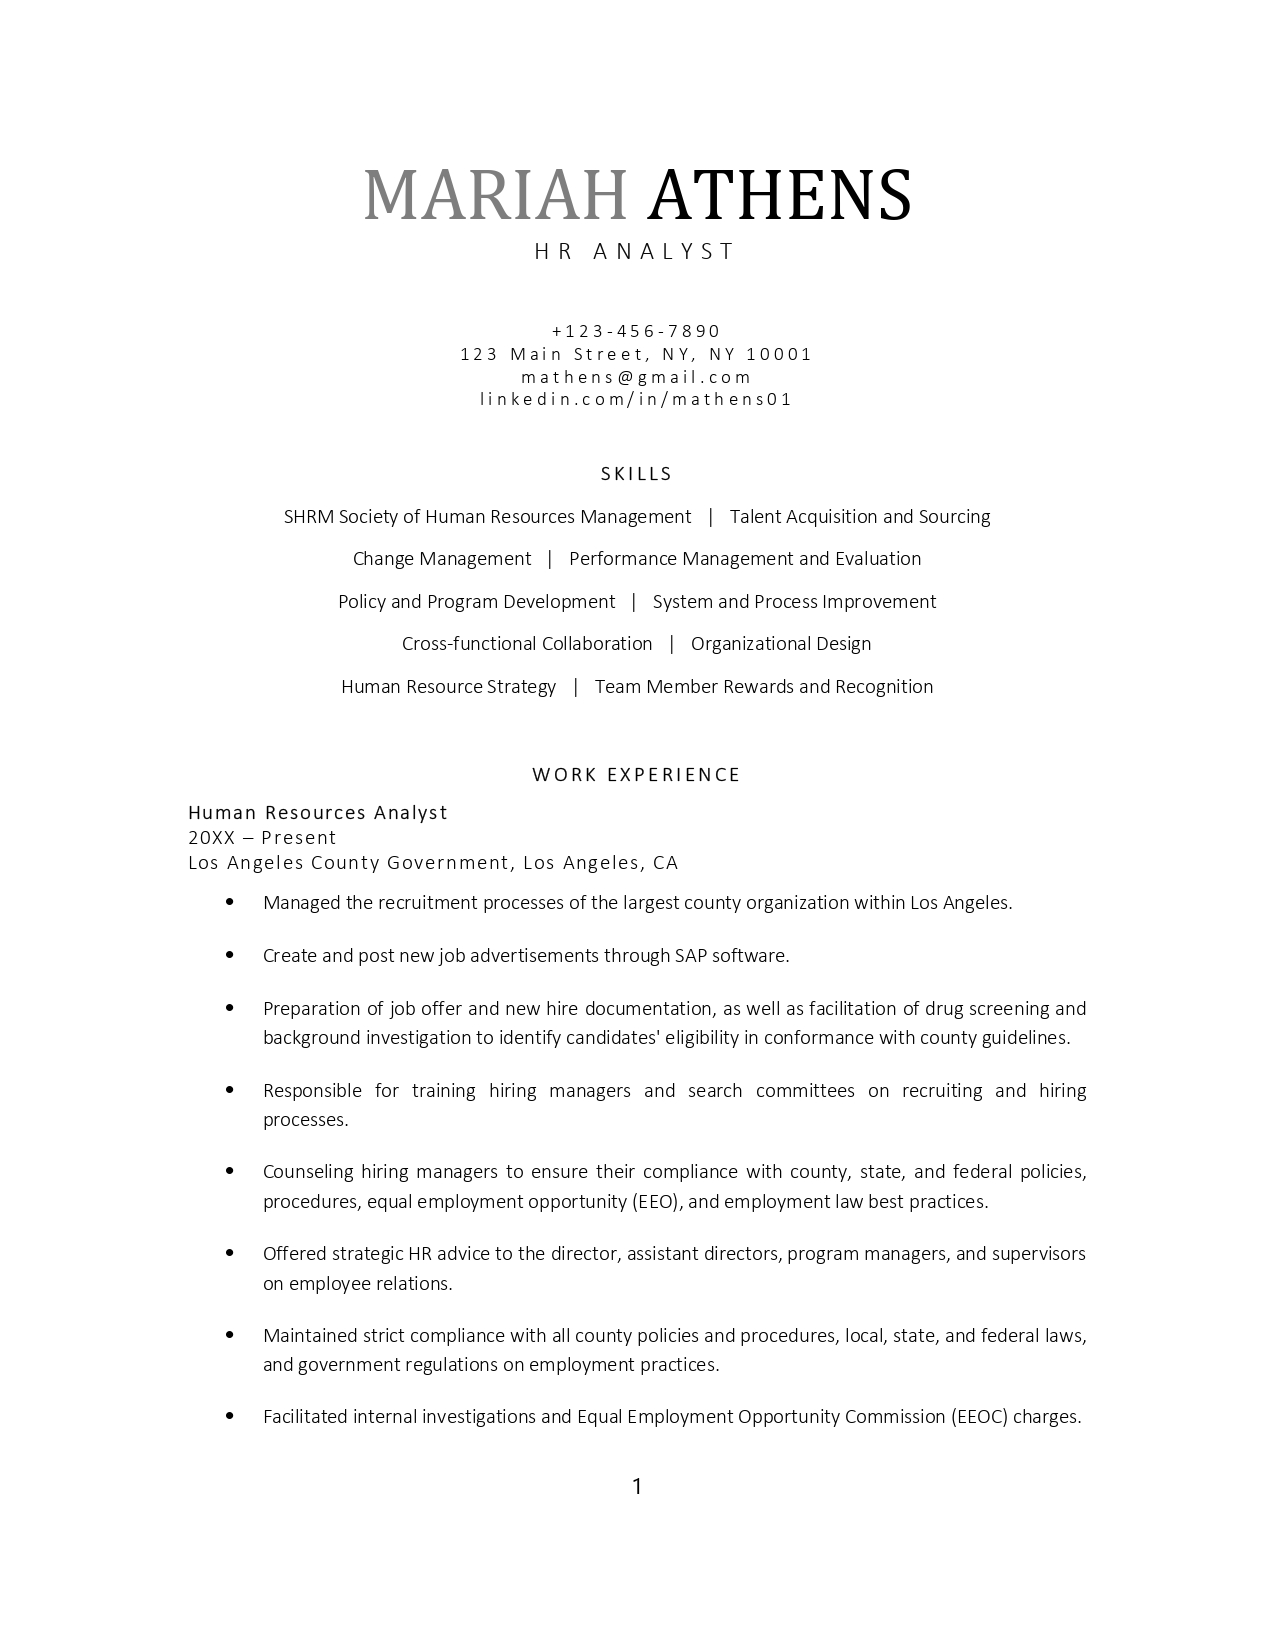 MARIAH ATHENS
HR ANALYST
+123-456-7890
123 Main Street, NY, NY 10001
mathens@gmail.com
linkedin.com/in/mathens01
SKILLS
SHRM Society of Human Resources Management | Talent Acquisition and Sourcing
Change Management | Performance Management and Evaluation
Policy and Program Development | System and Process Improvement
Cross-functional Collaboration | Organizational Design
Human Resource Strategy | Team Member Rewards and Recognition
WORK EXPERIENCE
Human Resources Analyst
20XX – Present
Los Angeles County Government, Los Angeles, CA
• Managed the recruitment processes of the largest county organization within Los Angeles.
• Create and post new job advertisements through SAP software.
• Preparation of job offer and new hire documentation, as well as facilitation of drug screening and
background investigation to identify candidates' eligibility in conformance with county guidelines.
• Responsible for training hiring managers and search committees on recruiting and hiring
processes.
• Counseling hiring managers to ensure their compliance with county, state, and federal policies,
procedures, equal employment opportunity (EEO), and employment law best practices.
• Offered strategic HR advice to the director, assistant directors, program managers, and supervisors
on employee relations.
• Maintained strict compliance with all county policies and procedures, local, state, and federal laws,
and government regulations on employment practices.
• Facilitated internal investigations and Equal Employment Opportunity Commission (EEOC) charges.
1